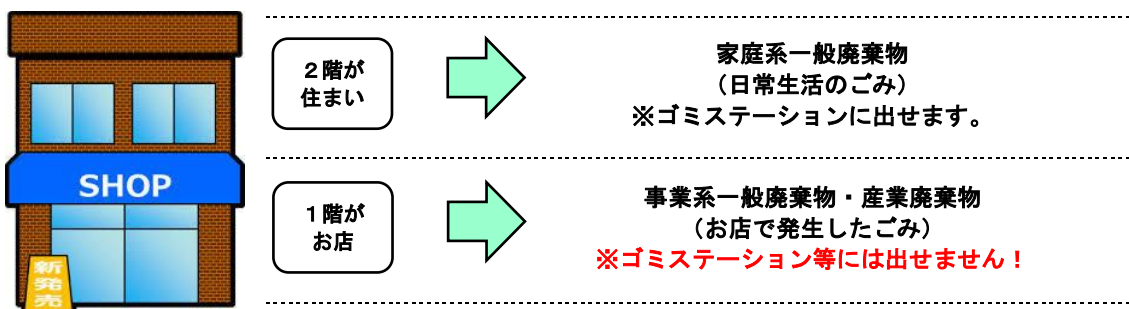 2階が
住まい
家庭系一般廃棄物
（日常生活のごみ）
※ゴミステーションに出せます。
SHOP
1階が
お店
事業系一般廃棄物・産業廃棄物
（お店で発生したごみ）
※ゴミステーション等には出せません！
新発売